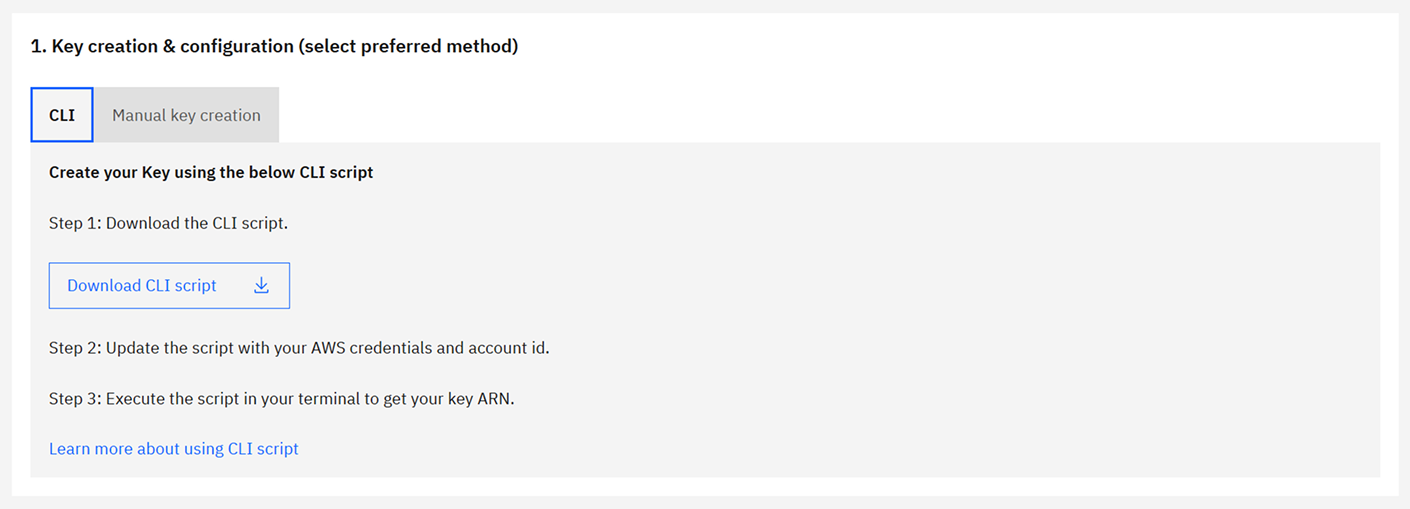 1. Key creation & configuration (select preferred method)
CLI
Manual key creation
Create your Key using the below CLI script
Step 1: Download the CLI script.
Download CLI script
Step 2: Update the script with your AWS credentials and account id.
Step 3: Execute the script in your terminal to get your key ARN.
Learn more about using CLI script